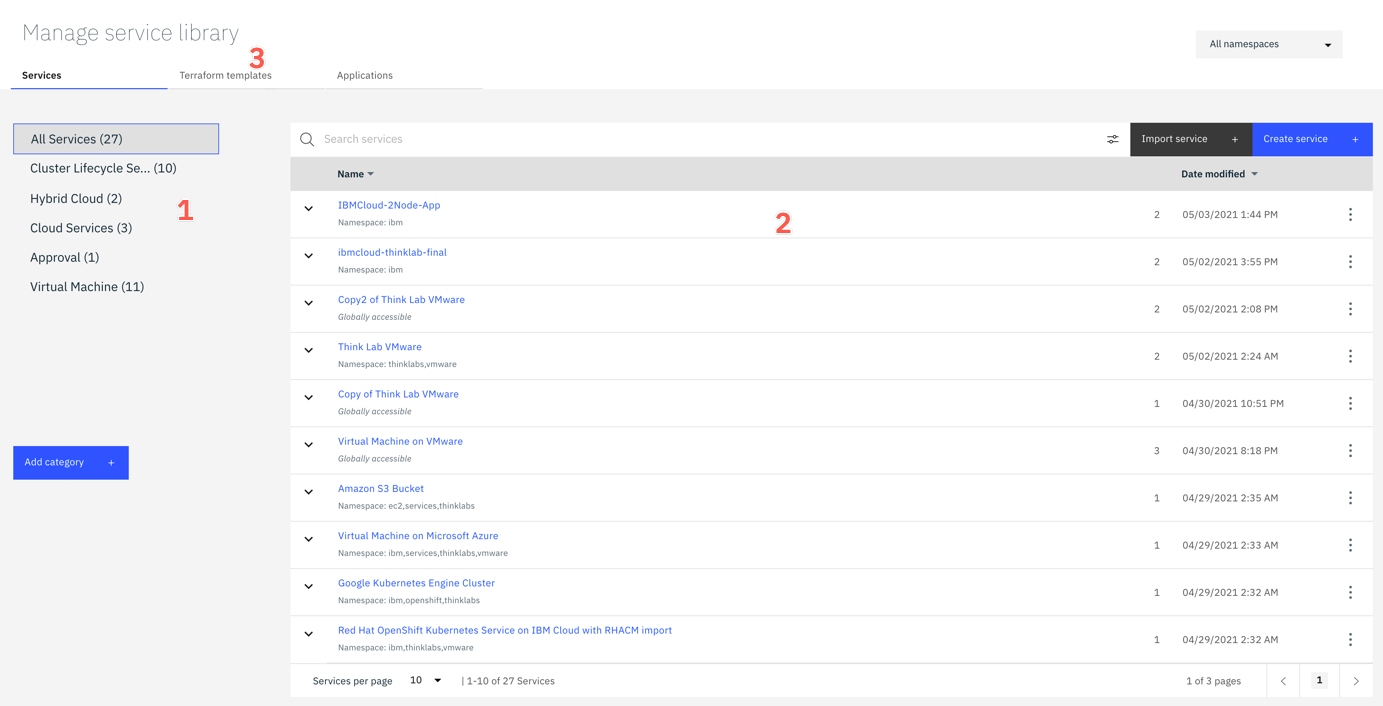 Manage service library
All namespaces
3
Services
Terraform templates
Applications
All Services (27)
Cluster Lifecycle Se... (10)
Hybrid Cloud (2)
1
Cloud Services (3)
Approval (1)
Virtual Machine (11)
Add category +
Search services
Import service +
Create service +
Name
Date modified
IBMCloud-2Node-App
Namespace: ibm
2
2 05/03/2021 1:44 PM
ibmcloud-thinklab-final
Namespace: ibm
2 05/02/2021 3:55 PM
Copy2 of Think Lab VMware
Globally accessible
2 05/02/2021 2:08 PM
Think Lab VMware
Namespace: thinklabs,vmware
2 05/02/2021 2:24 AM
Copy of Think Lab VMware
Globally accessible
1 04/30/2021 10:51 PM
Virtual Machine on VMware
Globally accessible
3 04/30/2021 8:18 PM
Amazon S3 Bucket
Namespace: ec2,services,thinklabs
1 04/29/2021 2:35 AM
Virtual Machine on Microsoft Azure
Namespace: ibm,services,thinklabs,vmware
1 04/29/2021 2:33 AM
Google Kubernetes Engine Cluster
Namespace: ibm,openshift,thinklabs
1 04/29/2021 2:32 AM
Red Hat OpenShift Kubernetes Service on IBM Cloud with RHACM import
Namespace: ibm,thinklabs,vmware
1 04/29/2021 2:32 AM
Services per page 10 | 1-10 of 27 Services
1 of 3 pages
1